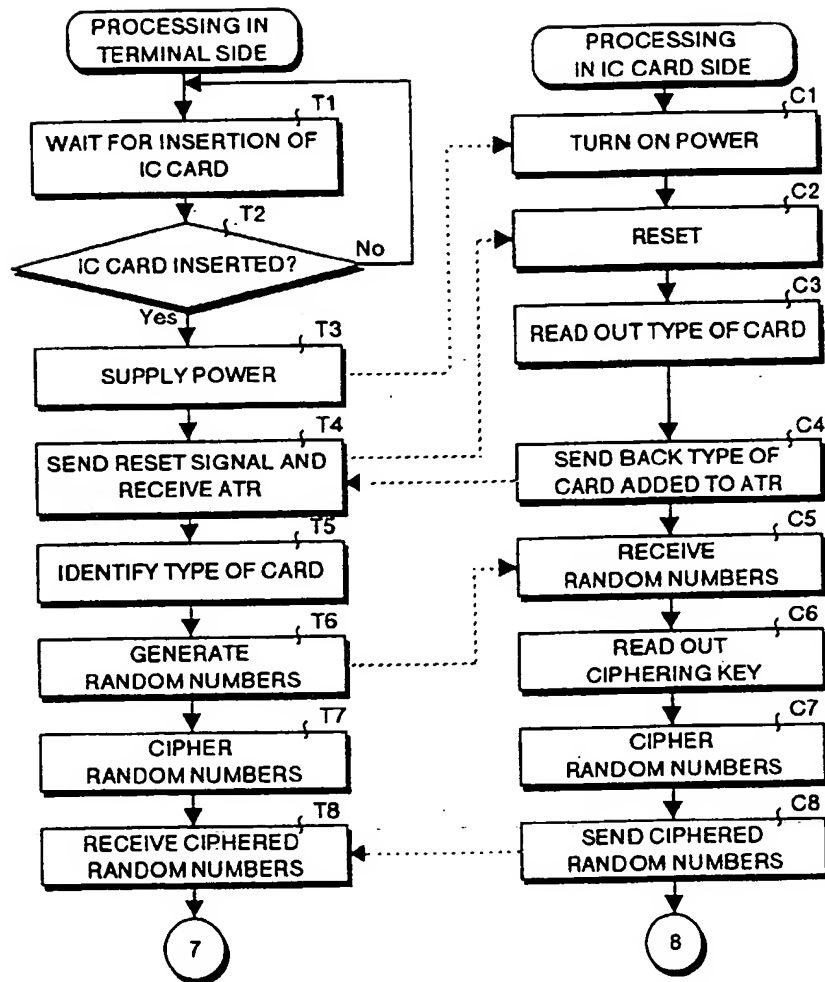 PROCESSING IN
TERMINAL SIDE
T1
WAIT FOR INSERTION OF
IC CARD
T2
IC CARD INSERTED?
No
Yes
T3
SUPPLY POWER
T4
SEND RESET SIGNAL AND
RECEIVE ATR
T5
IDENTIFY TYPE OF CARD
T6
GENERATE
RANDOM NUMBERS
T7
CIPHER
RANDOM NUMBERS
T8
RECEIVE CIPHERED
RANDOM NUMBERS
7
PROCESSING
IN IC CARD SIDE
C1
TURN ON POWER
C2
RESET
C3
READ OUT TYPE OF CARD
C4
SEND BACK TYPE OF
CARD ADDED TO ATR
C5
RECEIVE
RANDOM NUMBERS
C6
READ OUT
CIPHERING KEY
C7
CIPHER
RANDOM NUMBERS
C8
SEND CIPHERED
RANDOM NUMBERS
8